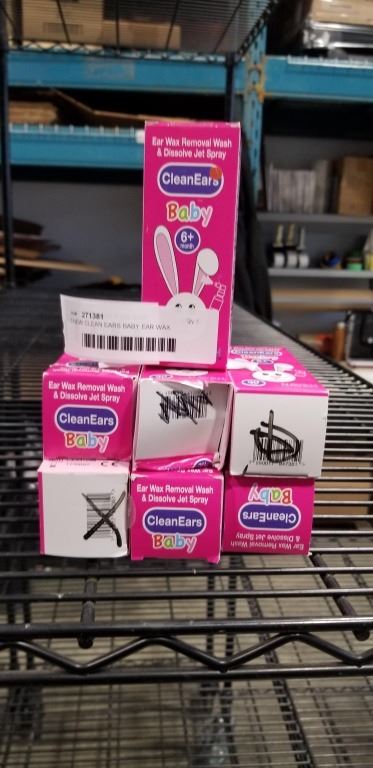 Ear Wax Removal Wash
& Dissolve Jet Spray
CleanEars
Baby
6+
month
271381
CLEAN EARS BABY EAR WAX
Ear Wax Removal Wash
& Dissolve Jet Spray
CleanEars
Baby
Ear Wax Removal Wash
& Dissolve Jet Spray
CleanEars
Baby
Baby
CleanEars
Ear Wax Removal Wash
& Dissolve Jet Spray